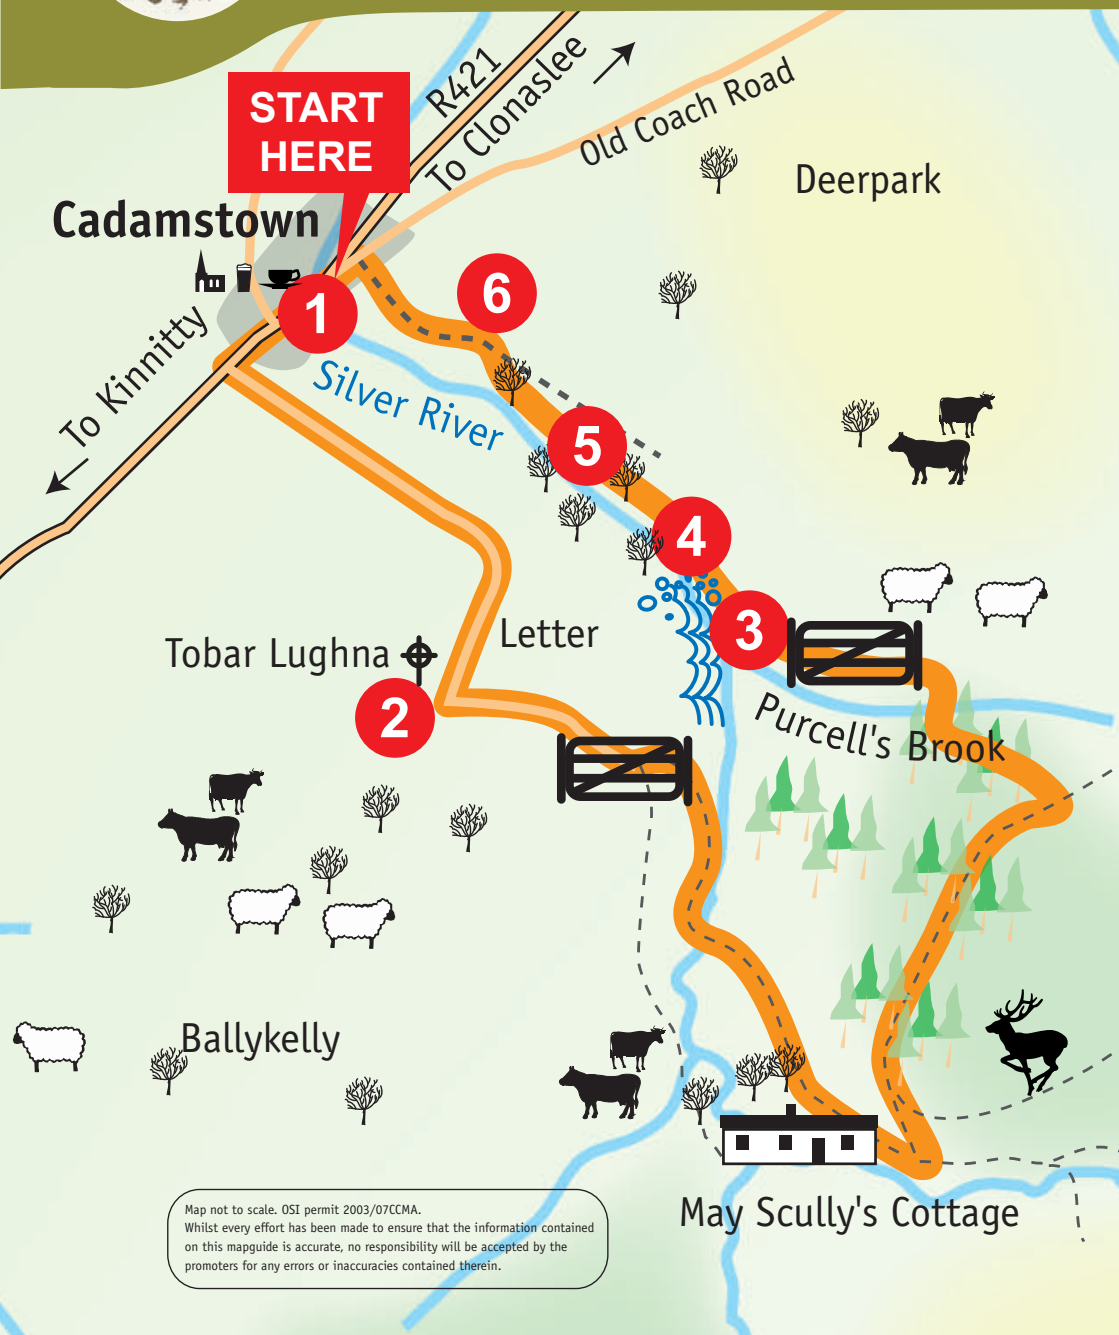 START
HERE
R421
To Clonaslee
Old Coach Road
Deerpark
Cadamstown
1
6
To Kinnitty
Silver River
5
4
Tobar Lughna
Letter
3
2
Purcell's Brook
Ballykelly
May Scully's Cottage
Map not to scale. OSI permit 2003/07CCMA.
Whilst every effort has been made to ensure that the information contained
on this mapguide is accurate, no responsibility will be accepted by the
promoters for any errors or inaccuracies contained therein.